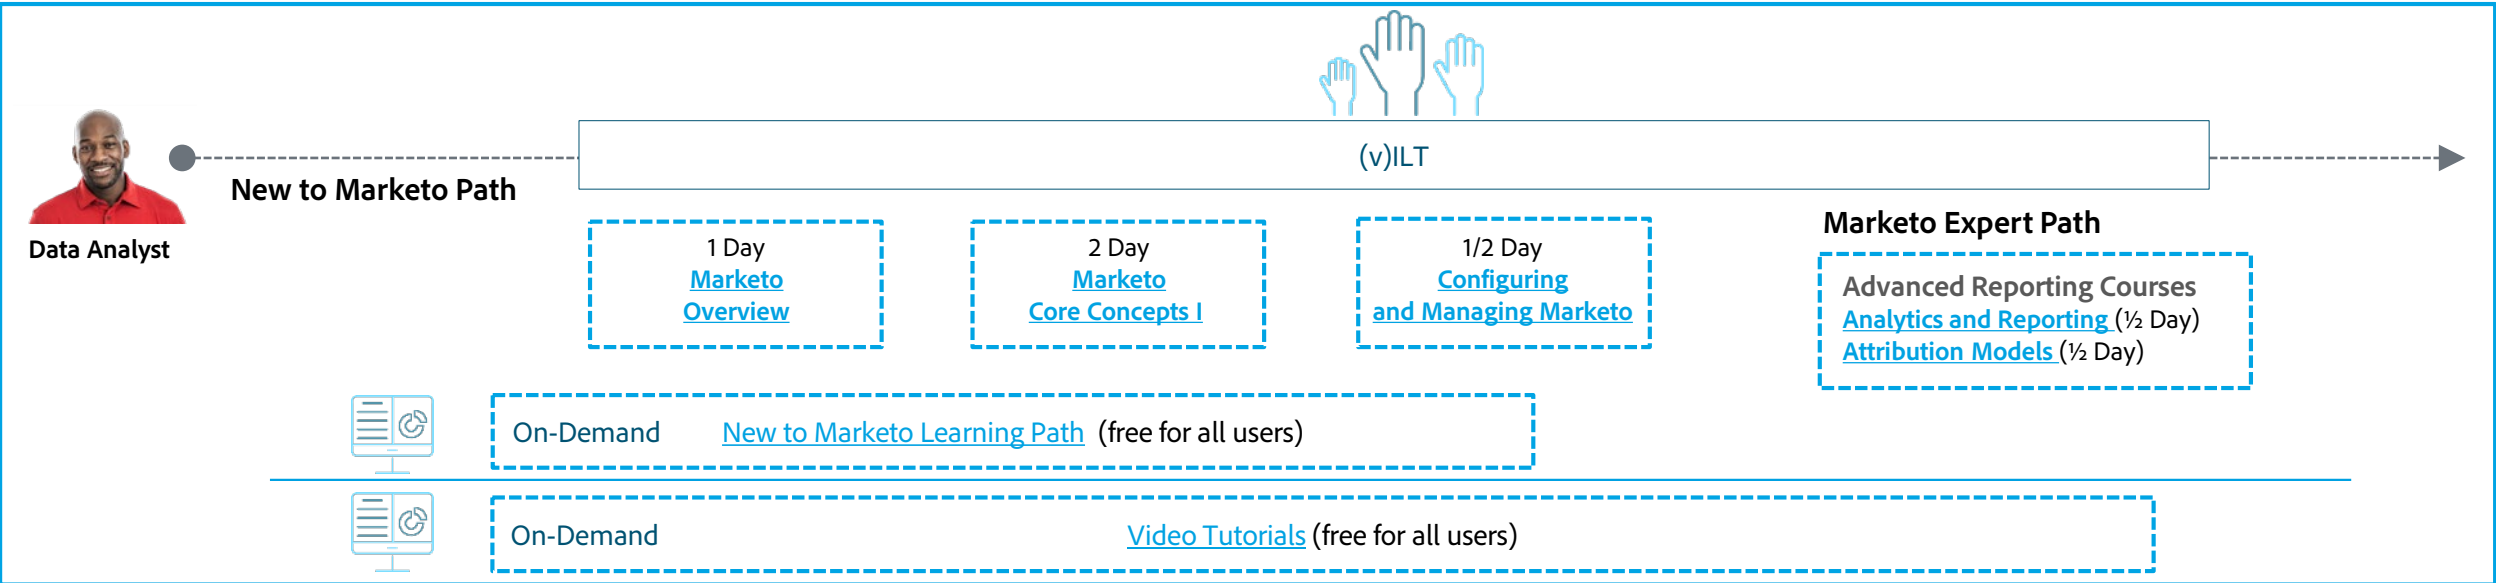 (v)ILT
New to Marketo Path
Data Analyst
1 Day
Marketo
Overview
2 Day
Marketo
Core Concepts I
1/2 Day
Configuring
and Managing Marketo
Marketo Expert Path
Advanced Reporting Courses
Analytics and Reporting (½ Day)
Attribution Models (½ Day)
On-Demand New to Marketo Learning Path (free for all users)
On-Demand Video Tutorials (free for all users)